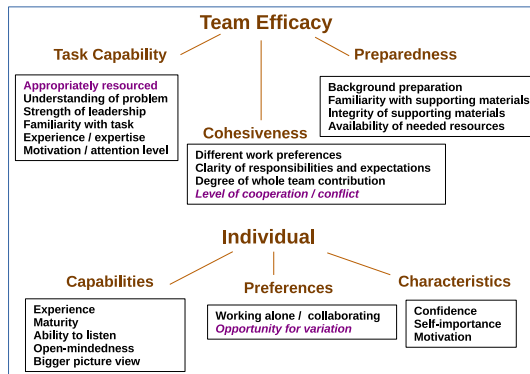 Team Efficacy
Task Capability
Appropriately resourced
Understanding of problem
Strength of leadership
Familiarity with task
Experience / expertise
Motivation / attention level
Cohesiveness
Different work preferences
Clarity of responsibilities and expectations
Degree of whole team contribution
Level of cooperation / conflict
Preparedness
Background preparation
Familiarity with supporting materials
Integrity of supporting materials
Availability of needed resources
Individual
Capabilities
Experience
Maturity
Ability to listen
Open-mindedness
Bigger picture view
Preferences
Working alone / collaborating
Opportunity for variation
Characteristics
Confidence
Self-importance
Motivation